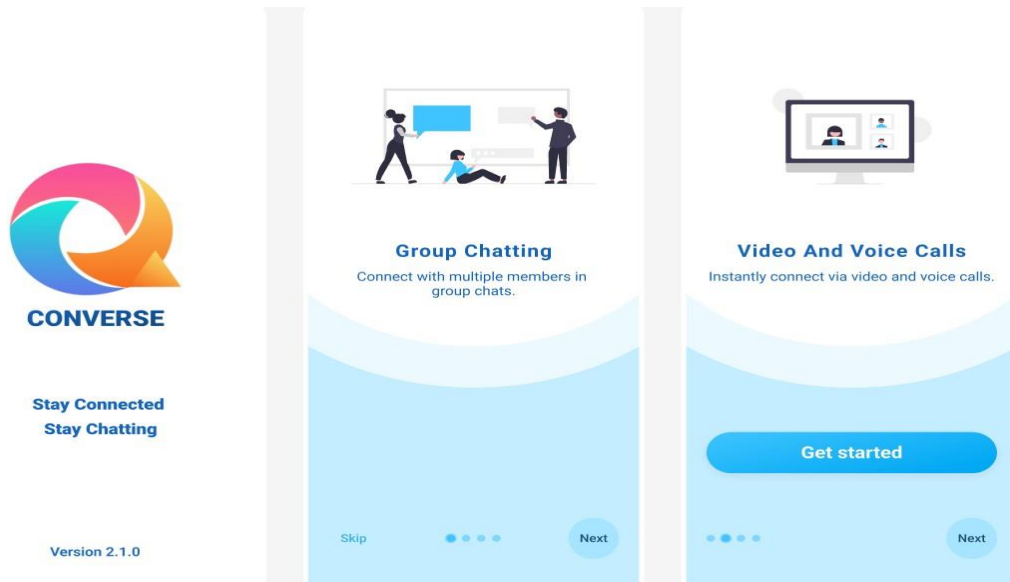 CONVERSE
Stay Connected
Stay Chatting
Version 2.1.0
Group Chatting
Connect with multiple members in
group chats.
Skip
Next
Video And Voice Calls
Instantly connect via video and voice calls.
Get started
Next